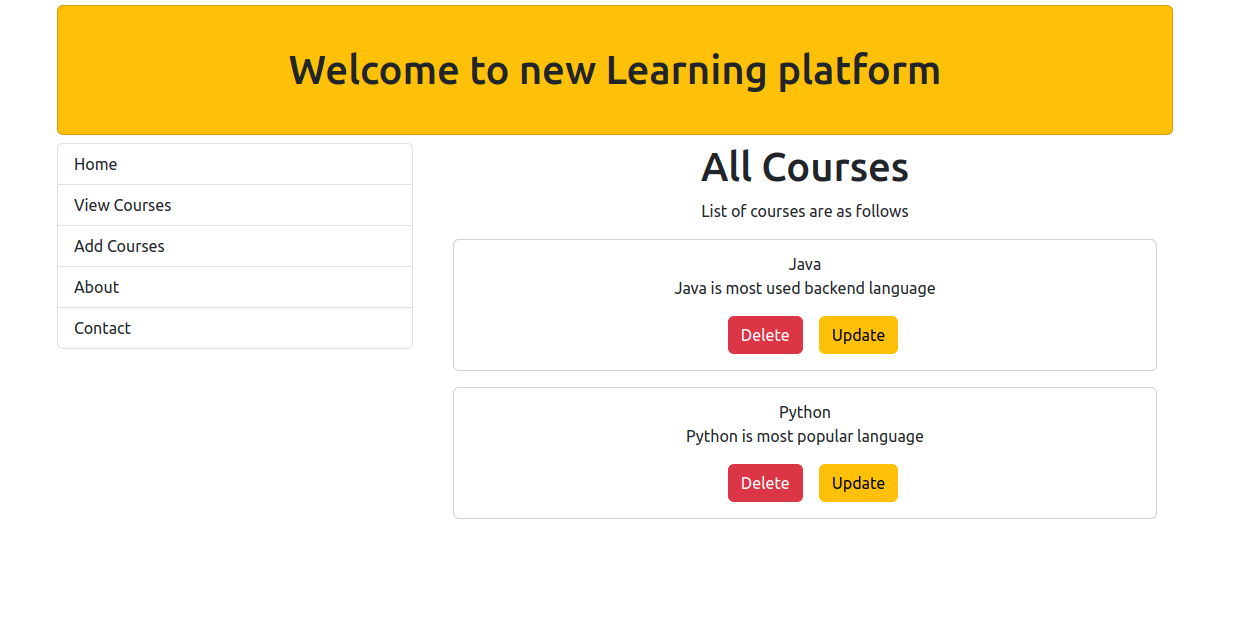 Welcome to new Learning platform
Home
View Courses
Add Courses
About
Contact
All Courses
List of courses are as follows
Java
Java is most used backend language
Delete Update
Python
Python is most popular language
Delete Update